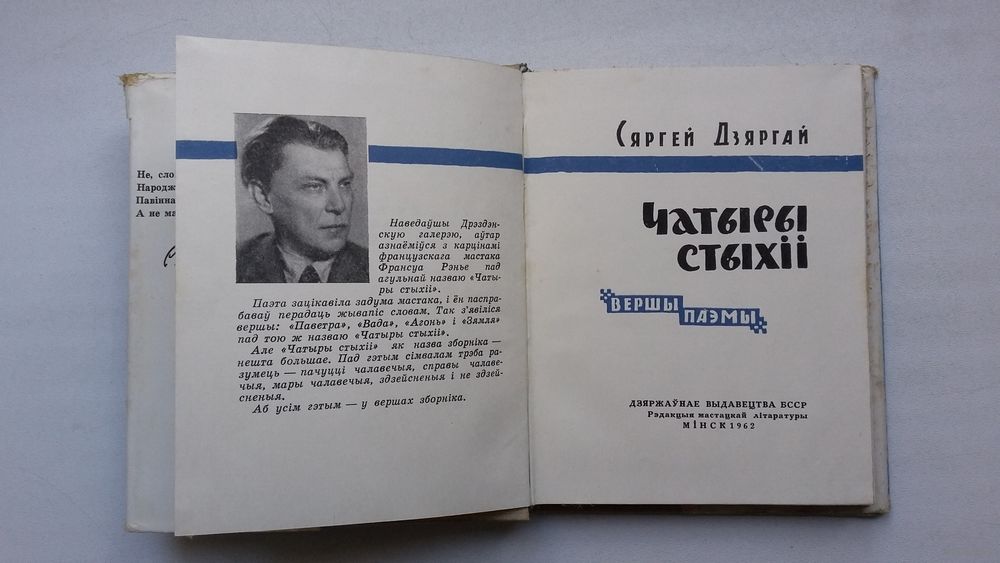 Не, сло
Народж
Павінна
А не ма
Наведаўшы Дрэздэн-
скую галерэю, аўтар
азнаёміўся з карцінамі
французскага мастака
Франсуа Рэнье пад
агульнай назваю «Чаты-
ры стыхіі».
Паэта зацікавіла задума мастака, і ён паспра-
баваў перадаць жывапіс словам. Так з'явіліся
вершы: «Паветра», «Вада», «Агонь» і «Зямля»
пад тою ж назваю «Чатыры стыхіі».
Але «Чатыры стыхіі» як назва зборніка —
нешта большае. Пад гэтым сімвалам трэба ра-
зумець — пачуцці чалавечыя, справы чалаве-
чыя, мары чалавечыя, здзейсненыя і не здзей-
сненыя.
Аб усім гэтым — у вершах зборніка.
Сяргей Дзяргай
Чатыры
стыхіі
ВЕРШЫ
ПАЭМЫ
ДЗЯРЖАЎНАЕ ВЫДАВЕЦТВА БССР
Рэдакцыя мастацкай літаратуры
МІНСК 1962